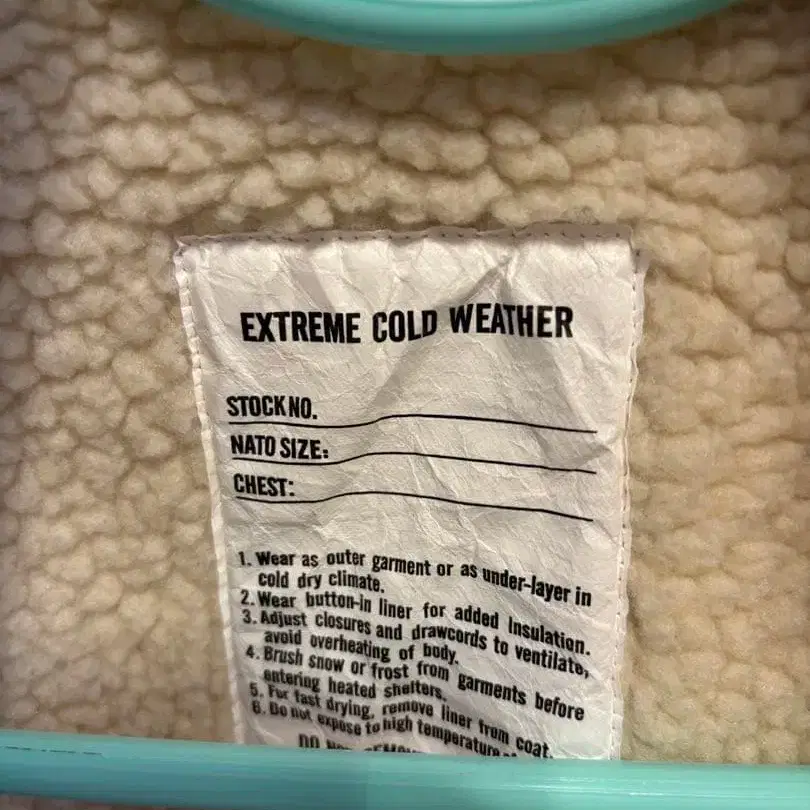 EXTREME COLD WEATHER
STOCK NO.
NATO SIZE:
CHEST:
1. Wear as outer garment or as under-layer in
cold dry climate.
2. Wear button-in liner for added Insulation.
3. Adjust closures and drawcords to ventilate,
avoid overheating of body.
4. Brush snow or frost from garments before
entering heated shelters.
5. For fast drying, remove liner from coat.
6. Do not expose to high temperature
DO